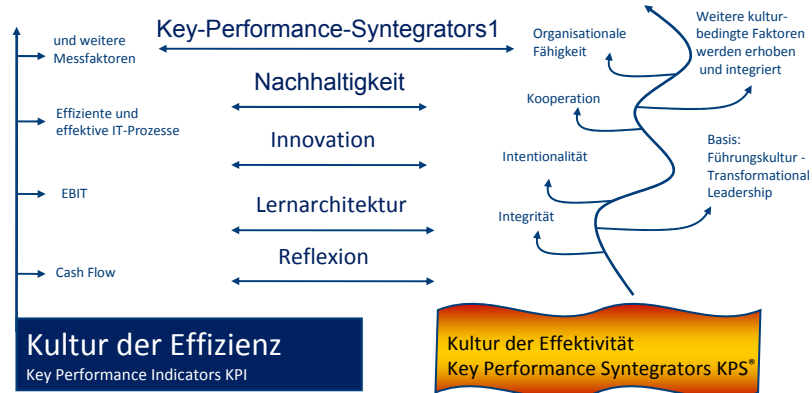 Key-Performance-Syntegrators1
und weitere
Messfaktoren
Effiziente und
effektive IT-Prozesse
EBIT
Cash Flow
Nachhaltigkeit
Innovation
Lernarchitektur
Reflexion
Organisationale
Fähigkeit
Kooperation
Intentionalität
Integrität
Weitere kultur-
bedingte Faktoren
werden erhoben
und integriert
Basis:
Führungskultur -
Transformational
Leadership
Kultur der Effizienz
Key Performance Indicators KPI
Kultur der Effektivität
Key Performance Syntegrators KPS®